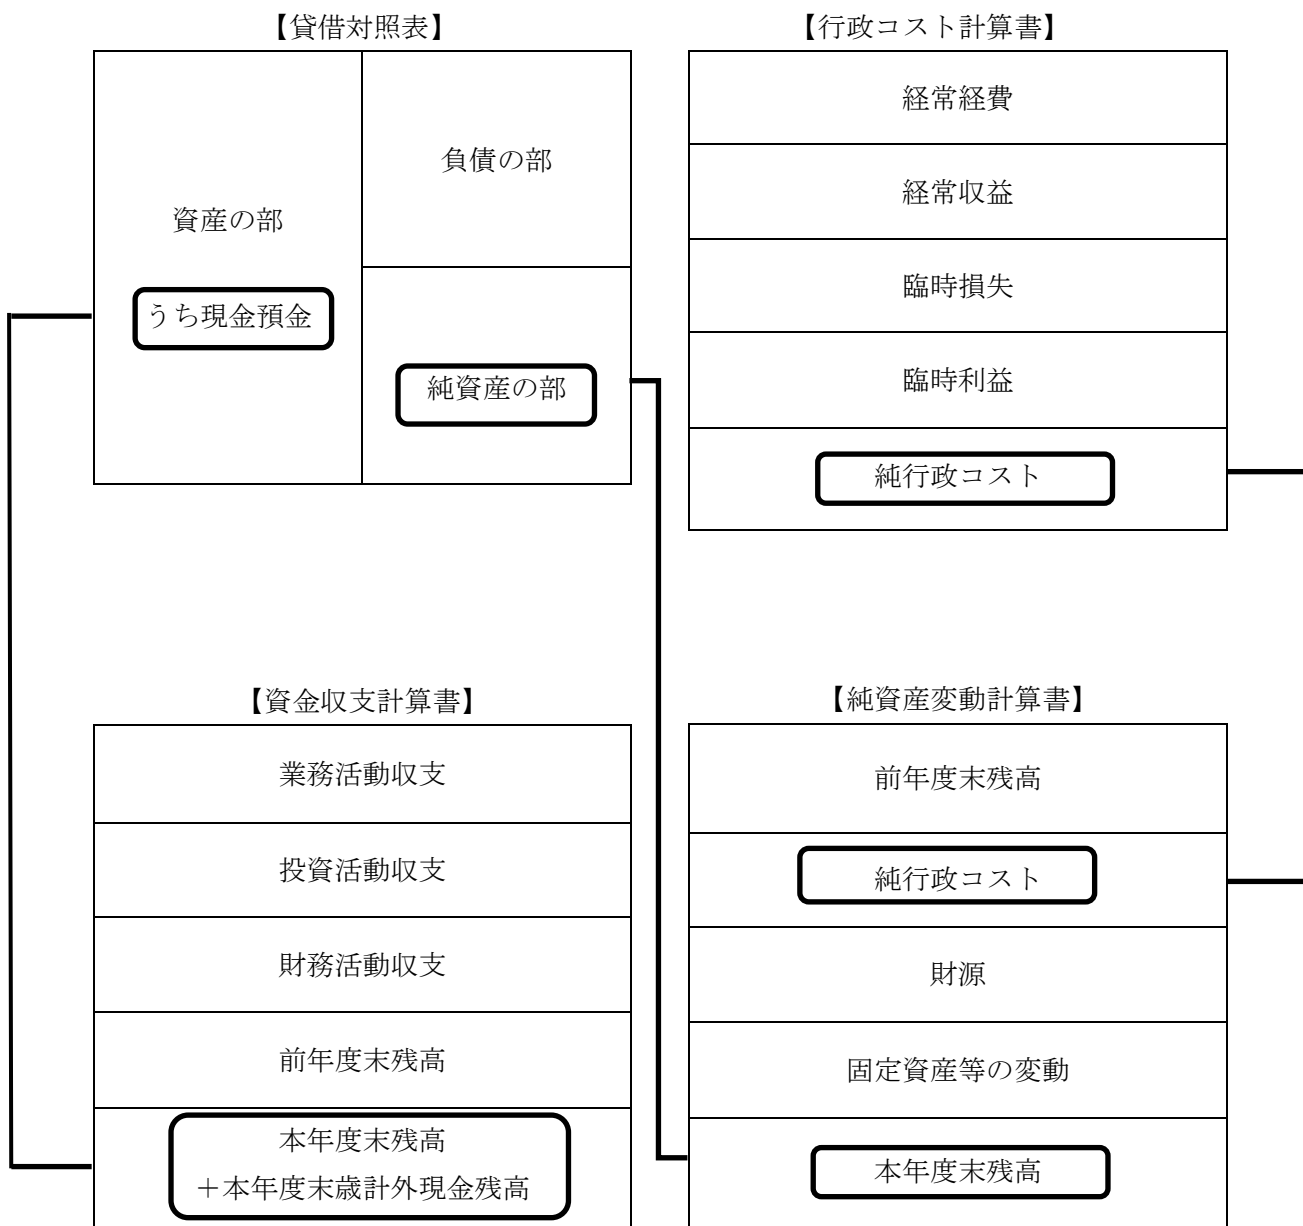 【貸借対照表】
資産の部
うち現金預金
負債の部
純資産の部
【行政コスト計算書】
経常経費
経常収益
臨時損失
臨時利益
純行政コスト
【資金収支計算書】
業務活動収支
投資活動収支
財務活動収支
前年度末残高
本年度末残高
＋本年度末歳計外現金残高
【純資産変動計算書】
前年度末残高
純行政コスト
財源
固定資産等の変動
本年度末残高